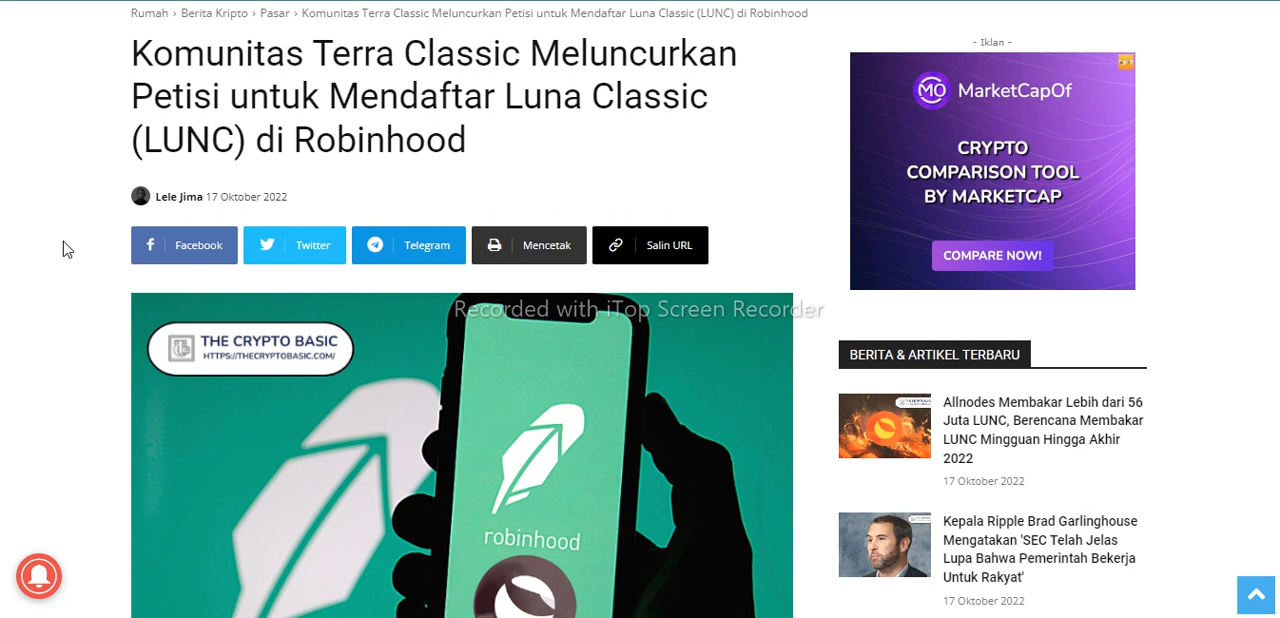 Rumah › Berita Kripto › Pasar › Komunitas Terra Classic Meluncurkan Petisi untuk Mendaftar Luna Classic (LUNC) di Robinhood
Komunitas Terra Classic Meluncurkan
Petisi untuk Mendaftar Luna Classic
(LUNC) di Robinhood
Lele Jima 17 Oktober 2022
Facebook
Twitter
Telegram
Mencetak
Salin URL
Recorded with iTop Screen Recorder
THE CRYPTO BASIC
HTTPS://THECRYPTOBASIC.COM/
robinhood
- Iklan -
MO MarketCapOf
CRYPTO
COMPARISON TOOL
BY MARKETCAP
COMPARE NOW!
BERITA & ARTIKEL TERBARU
Allnodes Membakar Lebih dari 56
Juta LUNC, Berencana Membakar
LUNC Mingguan Hingga Akhir
2022
17 Oktober 2022
Kepala Ripple Brad Garlinghouse
Mengatakan 'SEC Telah Jelas
Lupa Bahwa Pemerintah Bekerja
Untuk Rakyat'
17 Oktober 2022